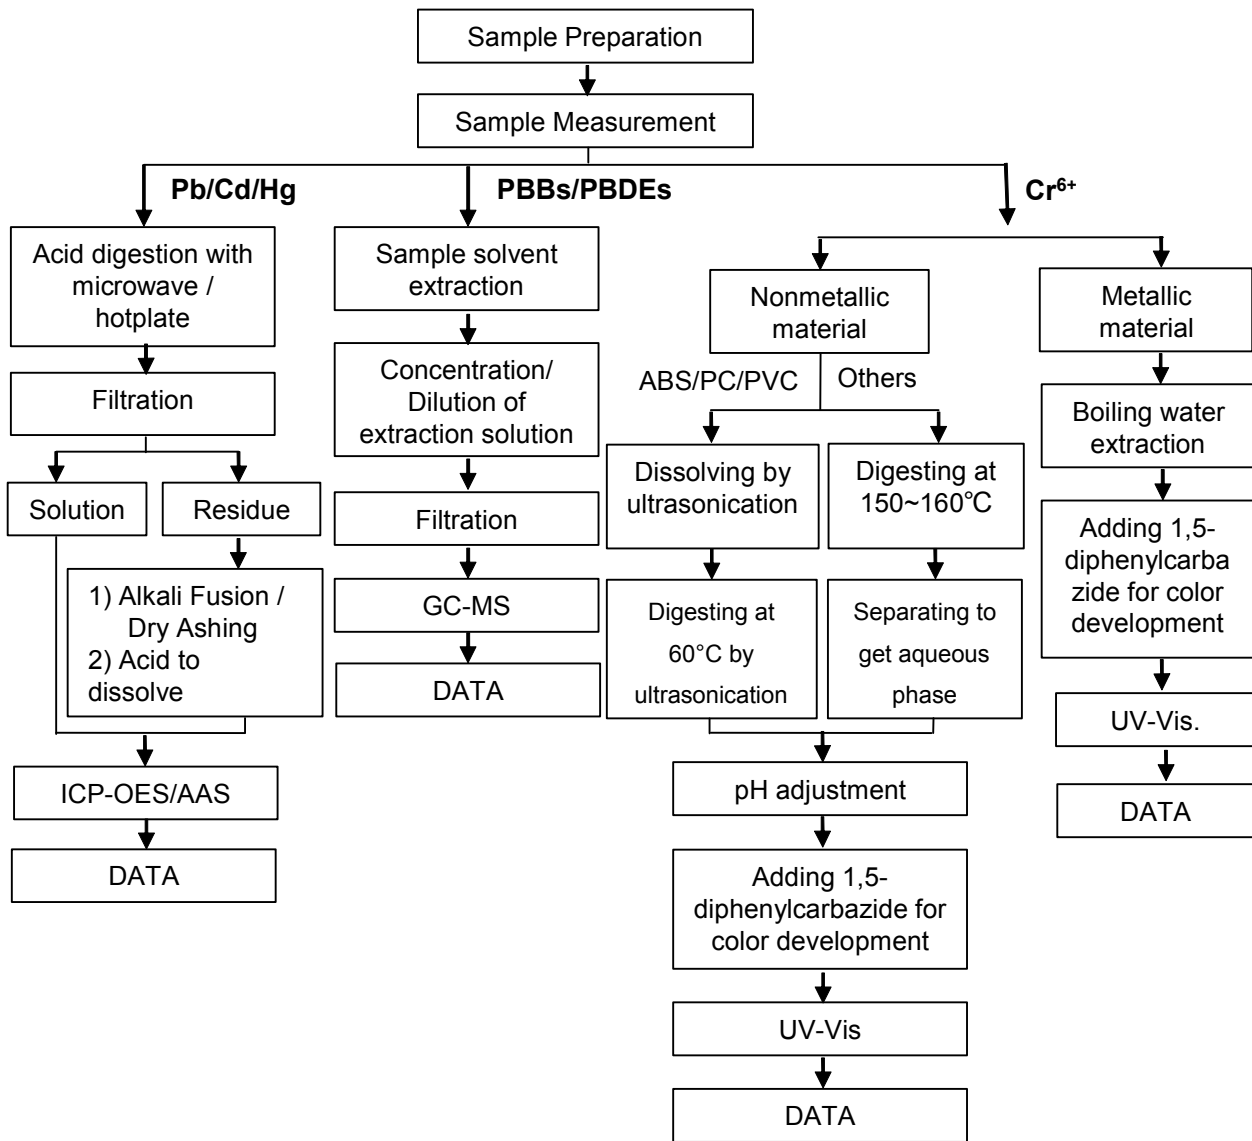 Sample Preparation
Sample Measurement
Pb/Cd/Hg
PBBs/PBDEs
Cr⁶⁺
Acid digestion with
microwave /
hotplate
Filtration
Solution
Residue
1) Alkali Fusion /
Dry Ashing
2) Acid to
dissolve
ICP-OES/AAS
DATA
Sample solvent
extraction
Concentration/
Dilution of
extraction solution
Filtration
GC-MS
DATA
Nonmetallic
material
ABS/PC/PVC
Others
Dissolving by
ultrasonication
Digesting at
60°C by
ultrasonication
Digesting at
150~160℃
Separating to
get aqueous
phase
pH adjustment
Adding 1,5-
diphenylcarbazide for
color development
UV-Vis
DATA
Metallic
material
Boiling water
extraction
Adding 1,5-
diphenylcarba
zide for color
development
UV-Vis.
DATA